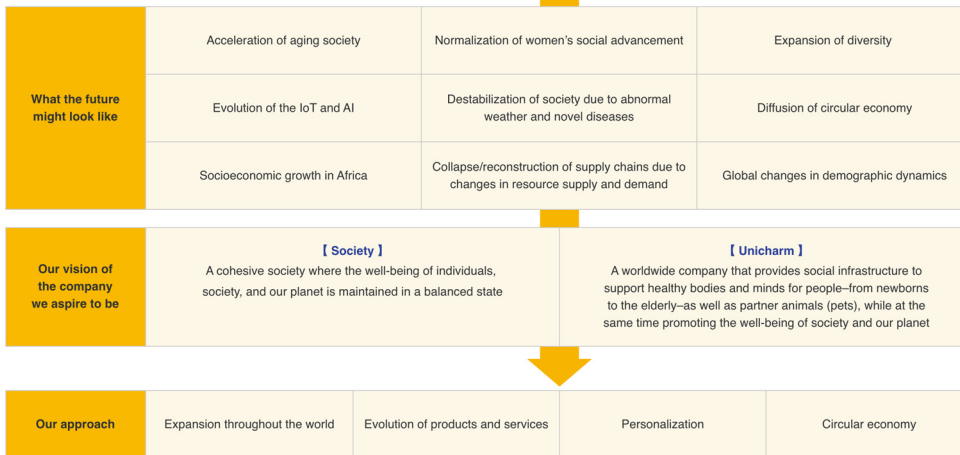 What the future
might look like
Acceleration of aging society
Normalization of women’s social advancement
Expansion of diversity
Evolution of the IoT and AI
Destabilization of society due to abnormal
weather and novel diseases
Diffusion of circular economy
Socioeconomic growth in Africa
Collapse/reconstruction of supply chains due to
changes in resource supply and demand
Global changes in demographic dynamics
Our vision of
the company
we aspire to be
【 Society 】
A cohesive society where the well-being of individuals,
society, and our planet is maintained in a balanced state
【 Unicharm 】
A worldwide company that provides social infrastructure to
support healthy bodies and minds for people–from newborns
to the elderly–as well as partner animals (pets), while at the
same time promoting the well-being of society and our planet
Our approach
Expansion throughout the world
Evolution of products and services
Personalization
Circular economy